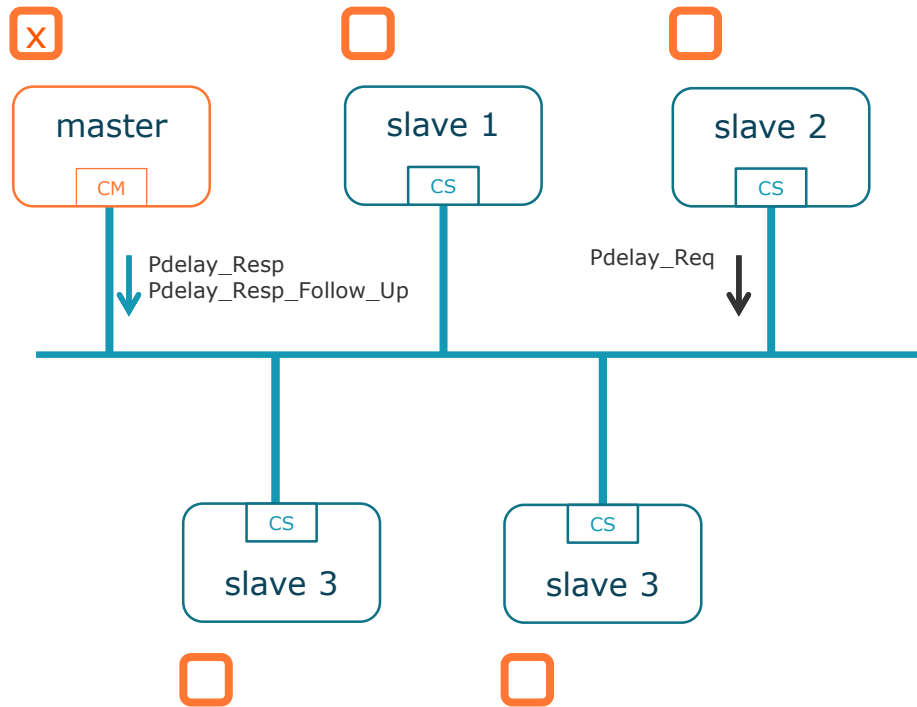 x
master
CM
slave 1
CS
slave 2
CS
Pdelay_Resp
Pdelay_Resp_Follow_Up
Pdelay_Req
CS
slave 3
CS
slave 3